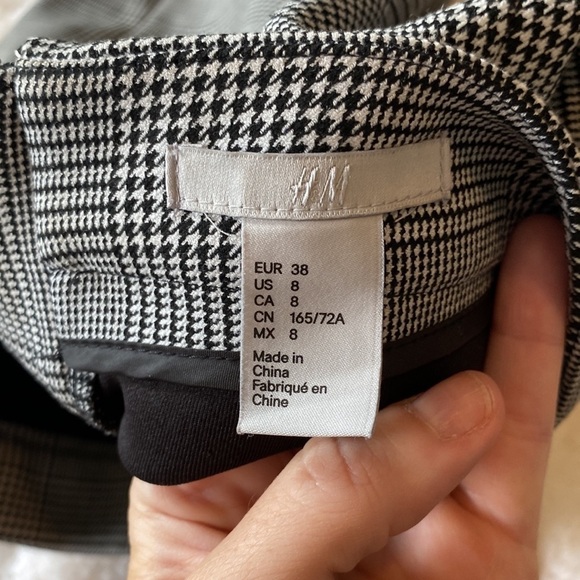 H&M
EUR 38
US 8
CA 8
CN 165/72A
MX 8
Made in
China
Fabriqué en
Chine